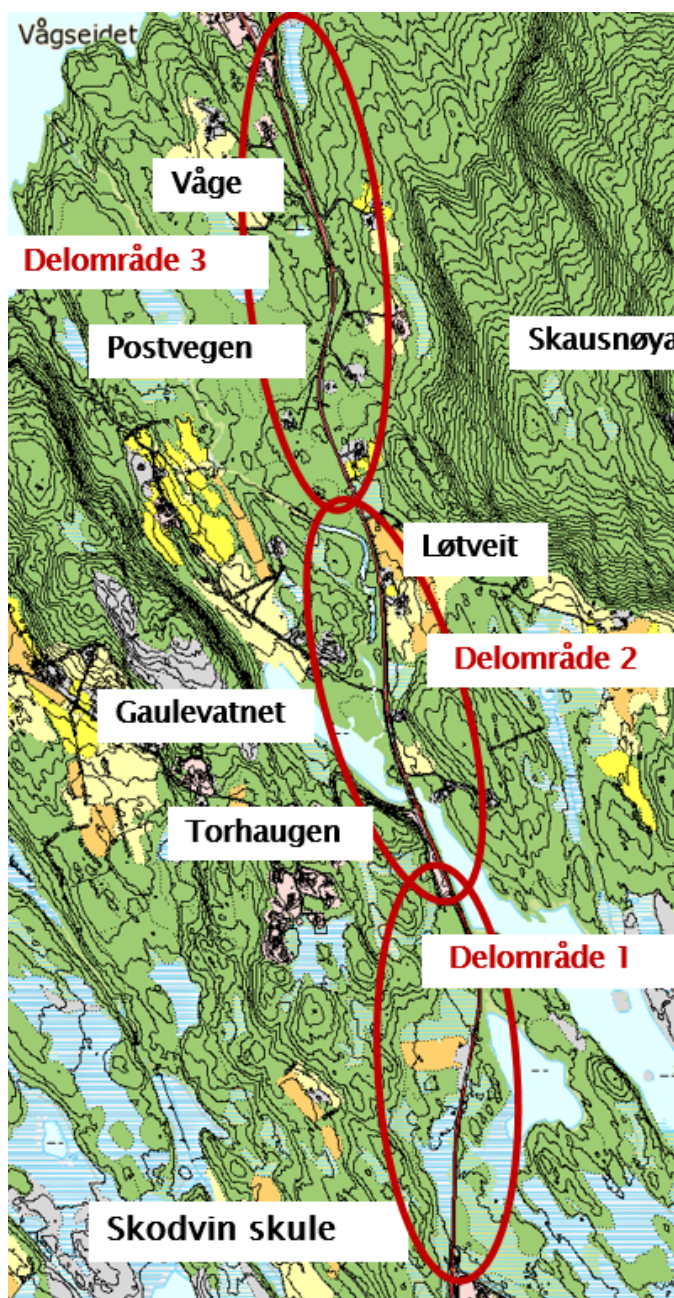 Vågseidet
Våge
Delområde 3
Postvegen
Skausnøya
Løtveit
Delområde 2
Gaulevatnet
Torhaugen
Delområde 1
Skodvin skule